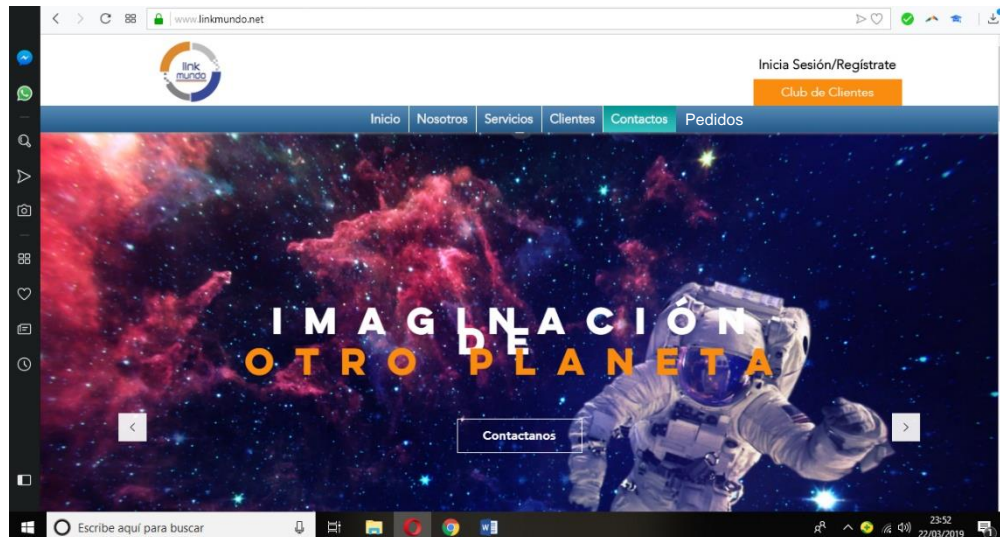 www.linkmundo.net
link
mundo
Inicia Sesión/Regístrate
Club de Clientes
Inicio Nosotros Servicios Clientes Contactos Pedidos
IMAGINACIÓN
DE
OTRO PLANETA
Contactanos
Escribe aquí para buscar
23:52
22/03/2019